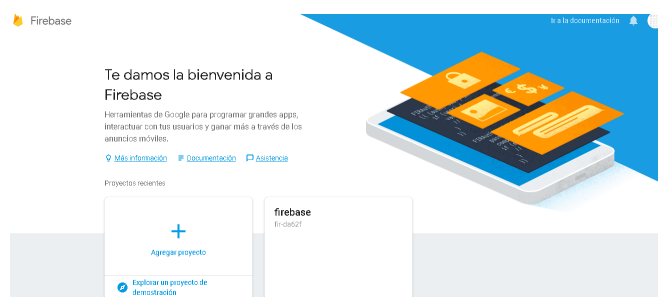 Firebase
Ir a la documentación
Te damos la bienvenida a
Firebase
Herramientas de Google para programar grandes apps,
interactuar con tus usuarios y ganar más a través de los
anuncios móviles.
Más información
Documentación
Asistencia
Proyectos recientes
Agregar proyecto
Explorar un proyecto de
demostración
firebase
fir-da62f